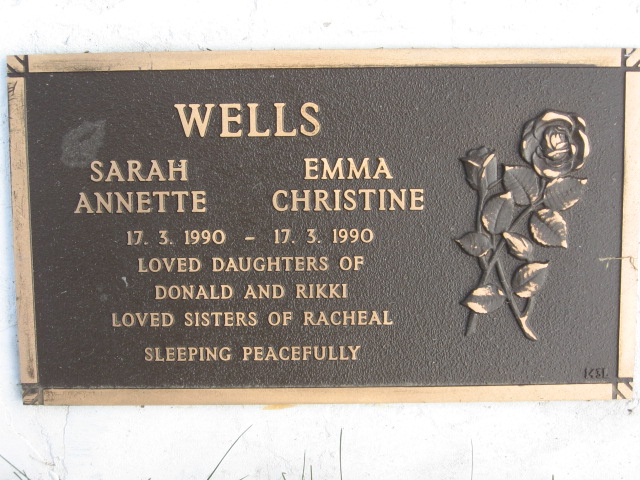 WELLS
SARAH EMMA
ANNETTE CHRISTINE
17. 3. 1990 – 17. 3. 1990
LOVED DAUGHTERS OF
DONALD AND RIKKI
LOVED SISTERS OF RACHEAL
SLEEPING PEACEFULLY